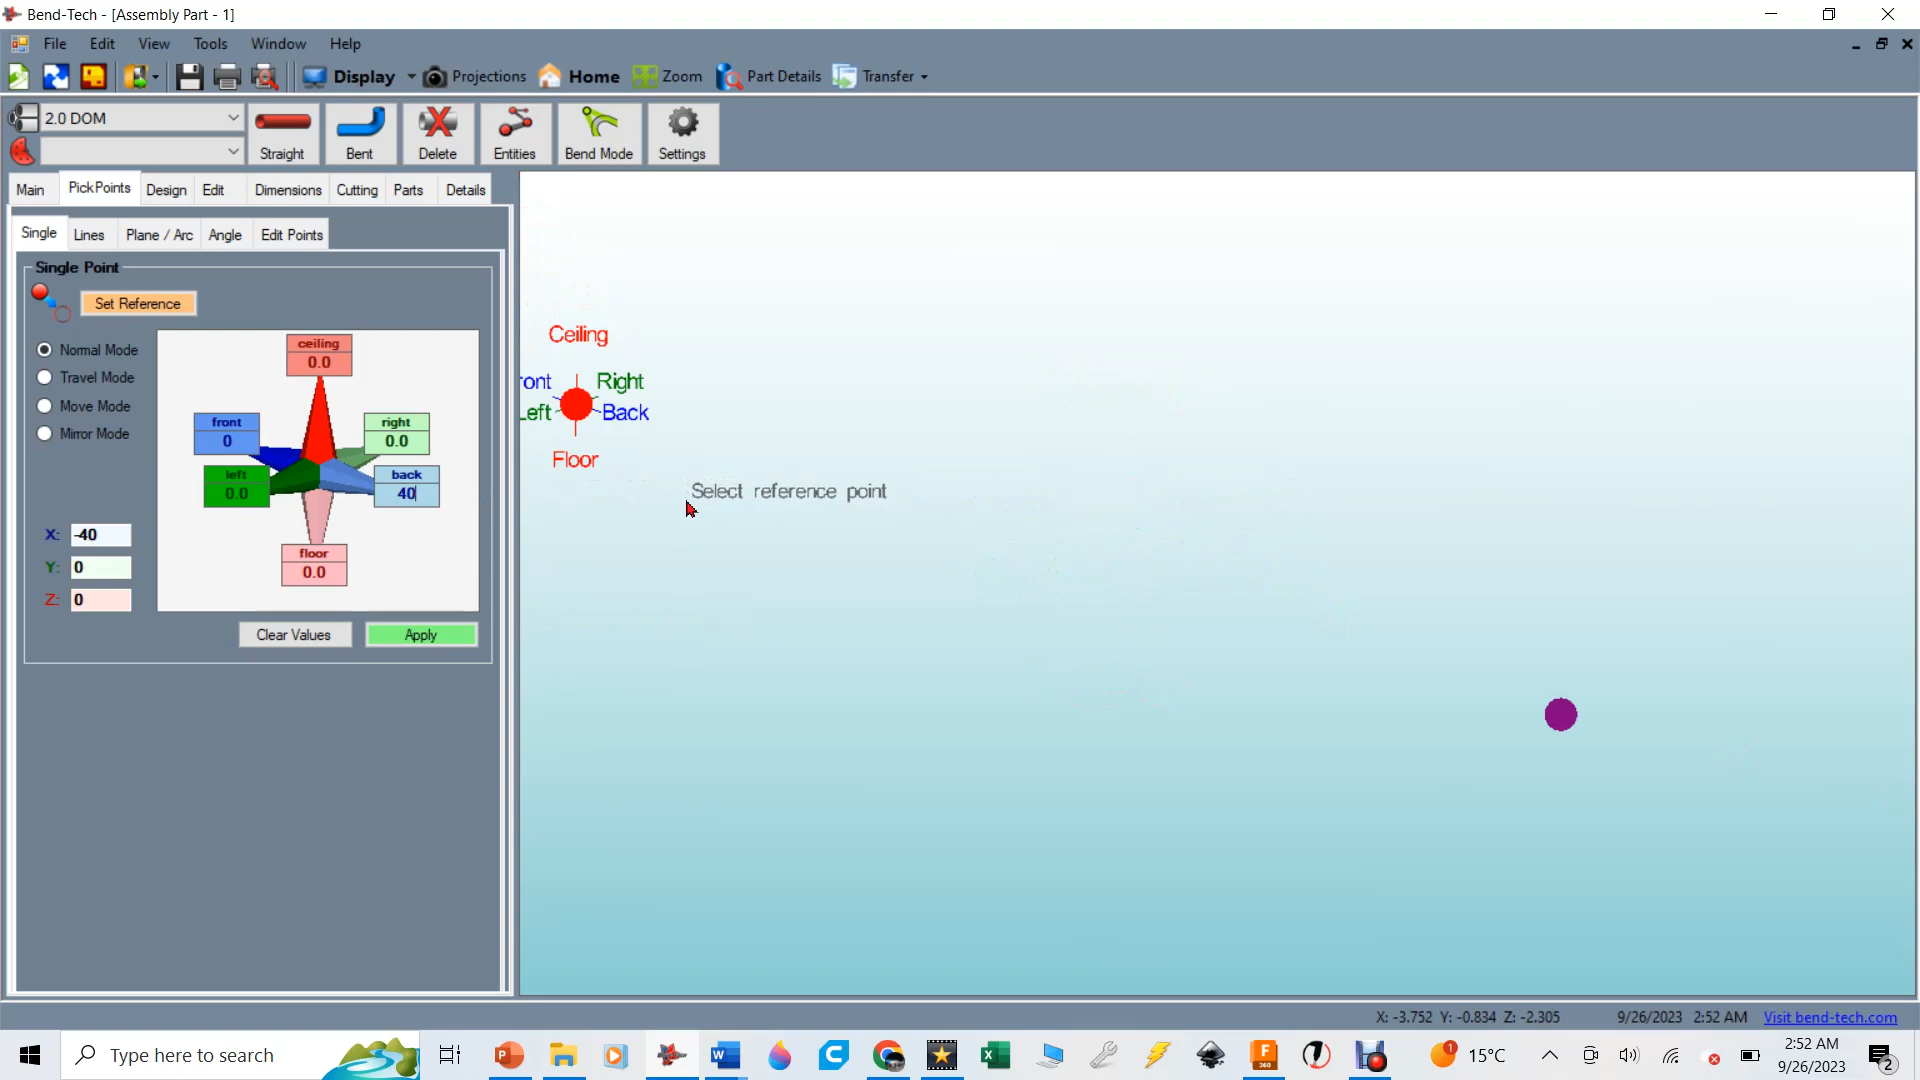 Bend-Tech - [Assembly Part - 1]
File Edit View Tools Window Help
Display Projections Home Zoom Part Details Transfer
2.0 DOM
Straight Bent Delete Entities Bend Mode Settings
Main PickPoints Design Edit Dimensions Cutting Parts Details
Single Lines Plane / Arc Angle Edit Points
Single Point
Set Reference
Normal Mode
Travel Mode
Move Mode
Mirror Mode
ceiling
0.0
front
0
right
0.0
left
0.0
back
40
floor
0.0
X: -40
Y: 0
Z: 0
Clear Values Apply
Ceiling
ront Right
Left Back
Floor
Select reference point
X: -3.752 Y: -0.834 Z: -2.305 9/26/2023 2:52 AM Visit bend-tech.com
Type here to search
15°C
2:52 AM
9/26/2023